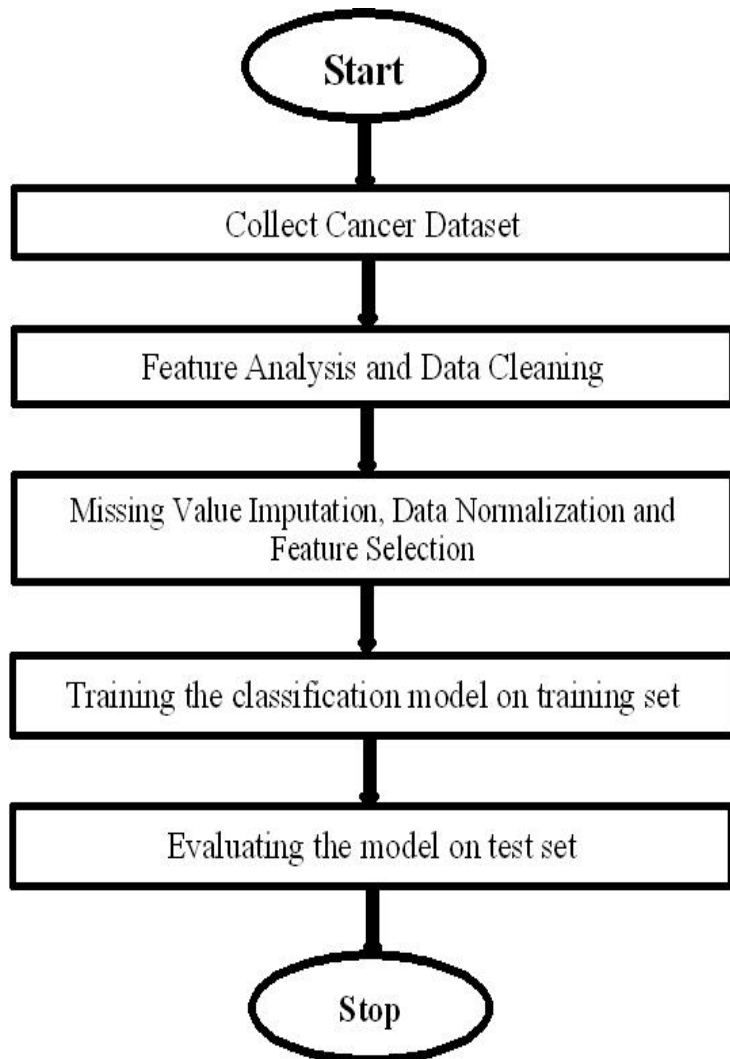 Start
Collect Cancer Dataset
Feature Analysis and Data Cleaning
Missing Value Imputation, Data Normalization and
Feature Selection
Training the classification model on training set
Evaluating the model on test set
Stop